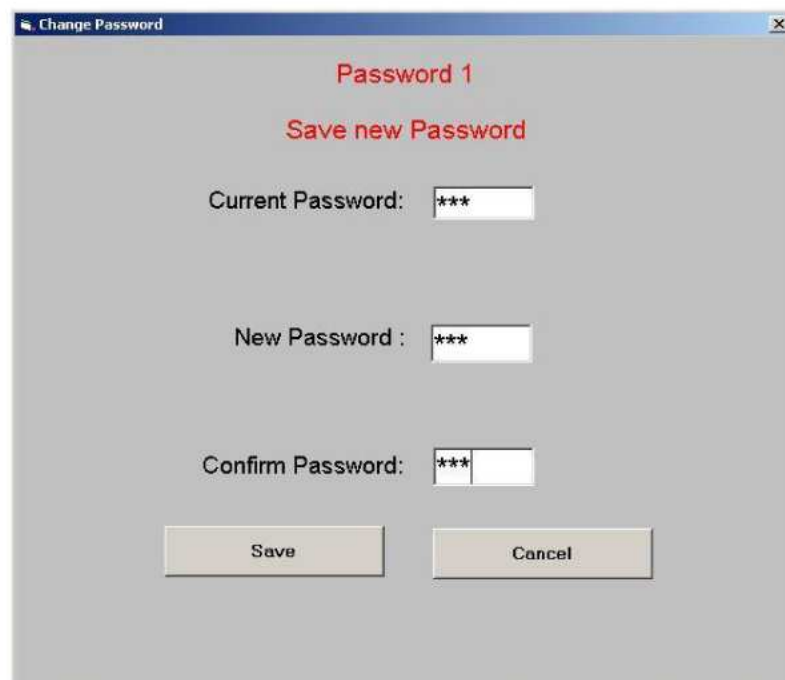 Change Password
Password 1
Save new Password
Current Password: ***
New Password : ***
Confirm Password: ***
Save Cancel